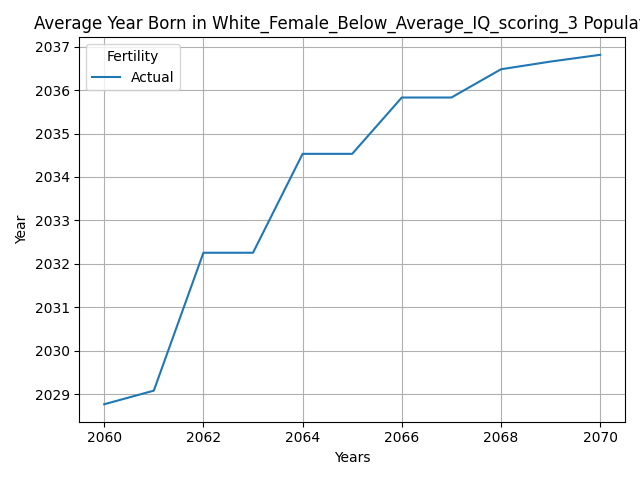 Average Year Born in White_Female_Below_Average_IQ_scoring_3 Populat
Fertility
Actual
2037
2036
2035
2034
2033
2032
2031
2030
2029
Year
2060 2062 2064 2066 2068 2070
Years